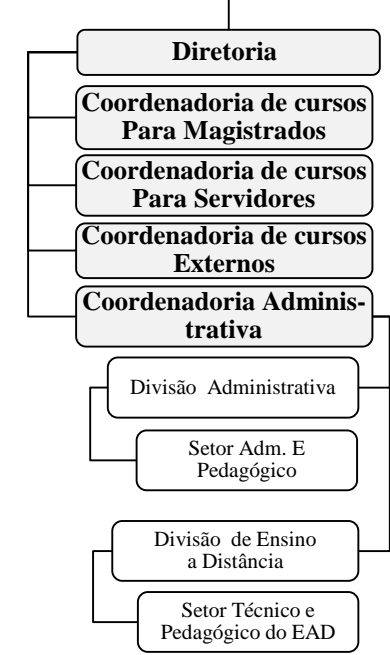 Diretoria
Coordenadoria de cursos
Para Magistrados
Coordenadoria de cursos
Para Servidores
Coordenadoria de cursos
Externos
Coordenadoria Adminis-
trativa
Divisão Administrativa
Setor Adm. E
Pedagógico
Divisão de Ensino
a Distância
Setor Técnico e
Pedagógico do EAD